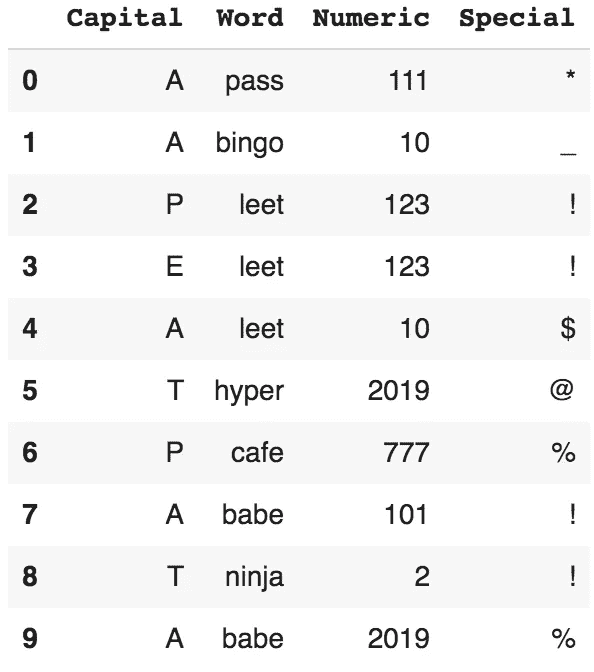 Capital Word Numeric Special
0 A pass 111 *
1 A bingo 10 _
2 P leet 123 !
3 E leet 123 !
4 A leet 10 $
5 T hyper 2019 @
6 P cafe 777 %
7 A babe 101 !
8 T ninja 2 !
9 A babe 2019 %